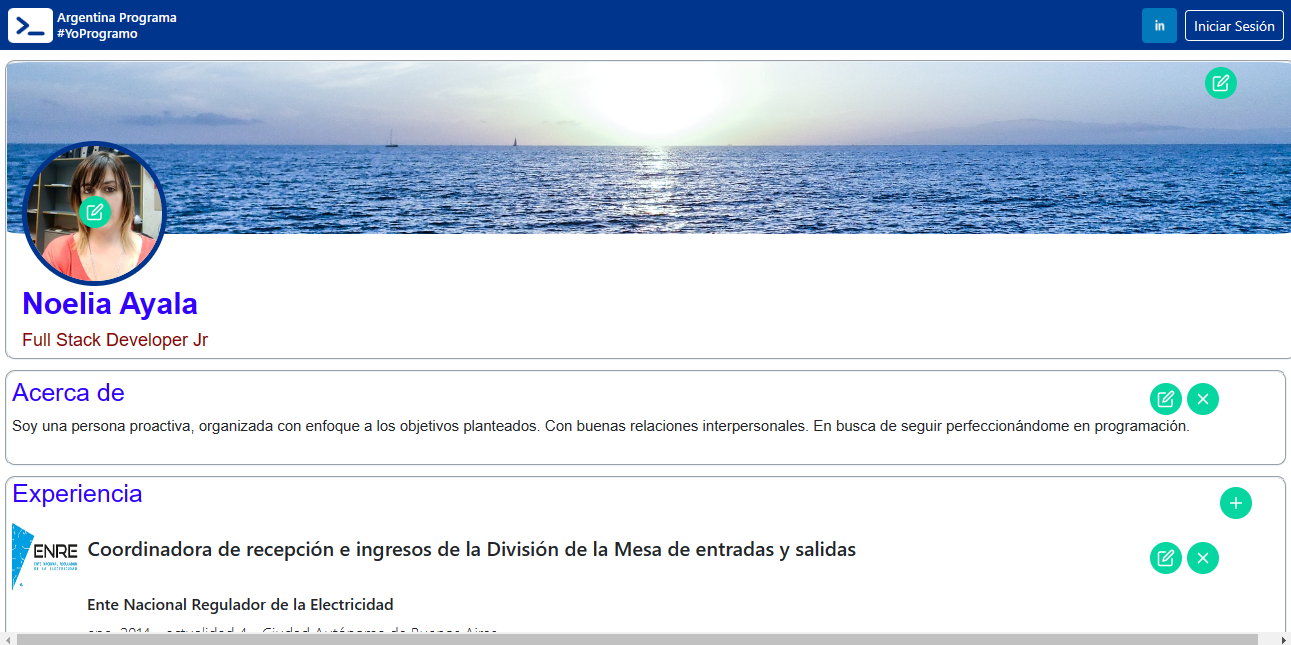 Argentina Programa
#YoProgramo
in
Iniciar Sesión
Noelia Ayala
Full Stack Developer Jr
Acerca de
Soy una persona proactiva, organizada con enfoque a los objetivos planteados. Con buenas relaciones interpersonales. En busca de seguir perfeccionándome en programación.
Experiencia
ENRE
ENTE NACIONAL REGULADOR
DE LA ELECTRICIDAD
Coordinadora de recepción e ingresos de la División de la Mesa de entradas y salidas
Ente Nacional Regulador de la Electricidad